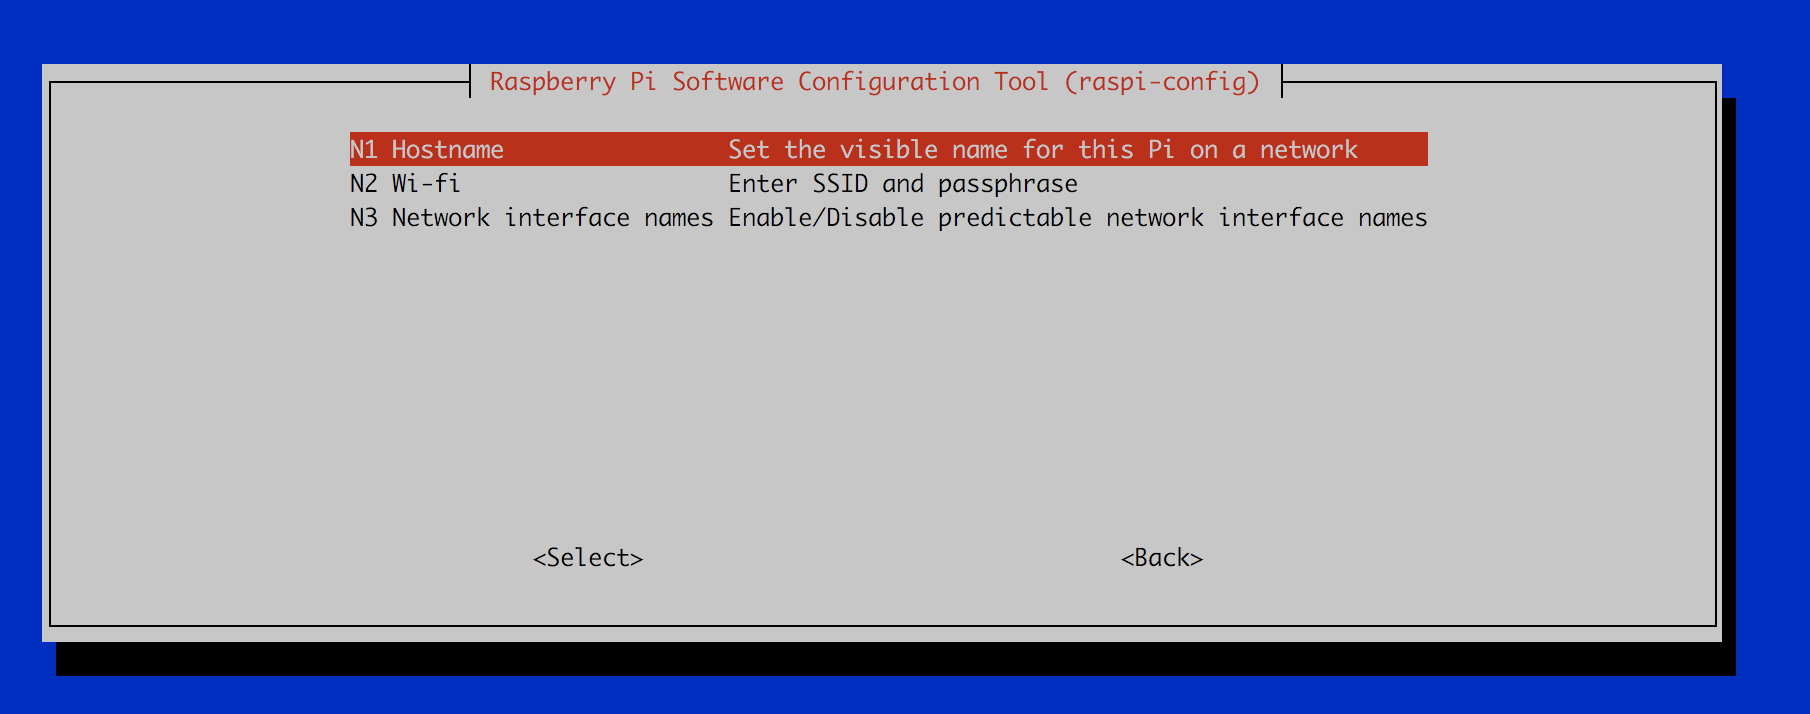 Raspberry Pi Software Configuration Tool (raspi-config)
N1 Hostname Set the visible name for this Pi on a network
N2 Wi-fi Enter SSID and passphrase
N3 Network interface names Enable/Disable predictable network interface names
<Select> <Back>